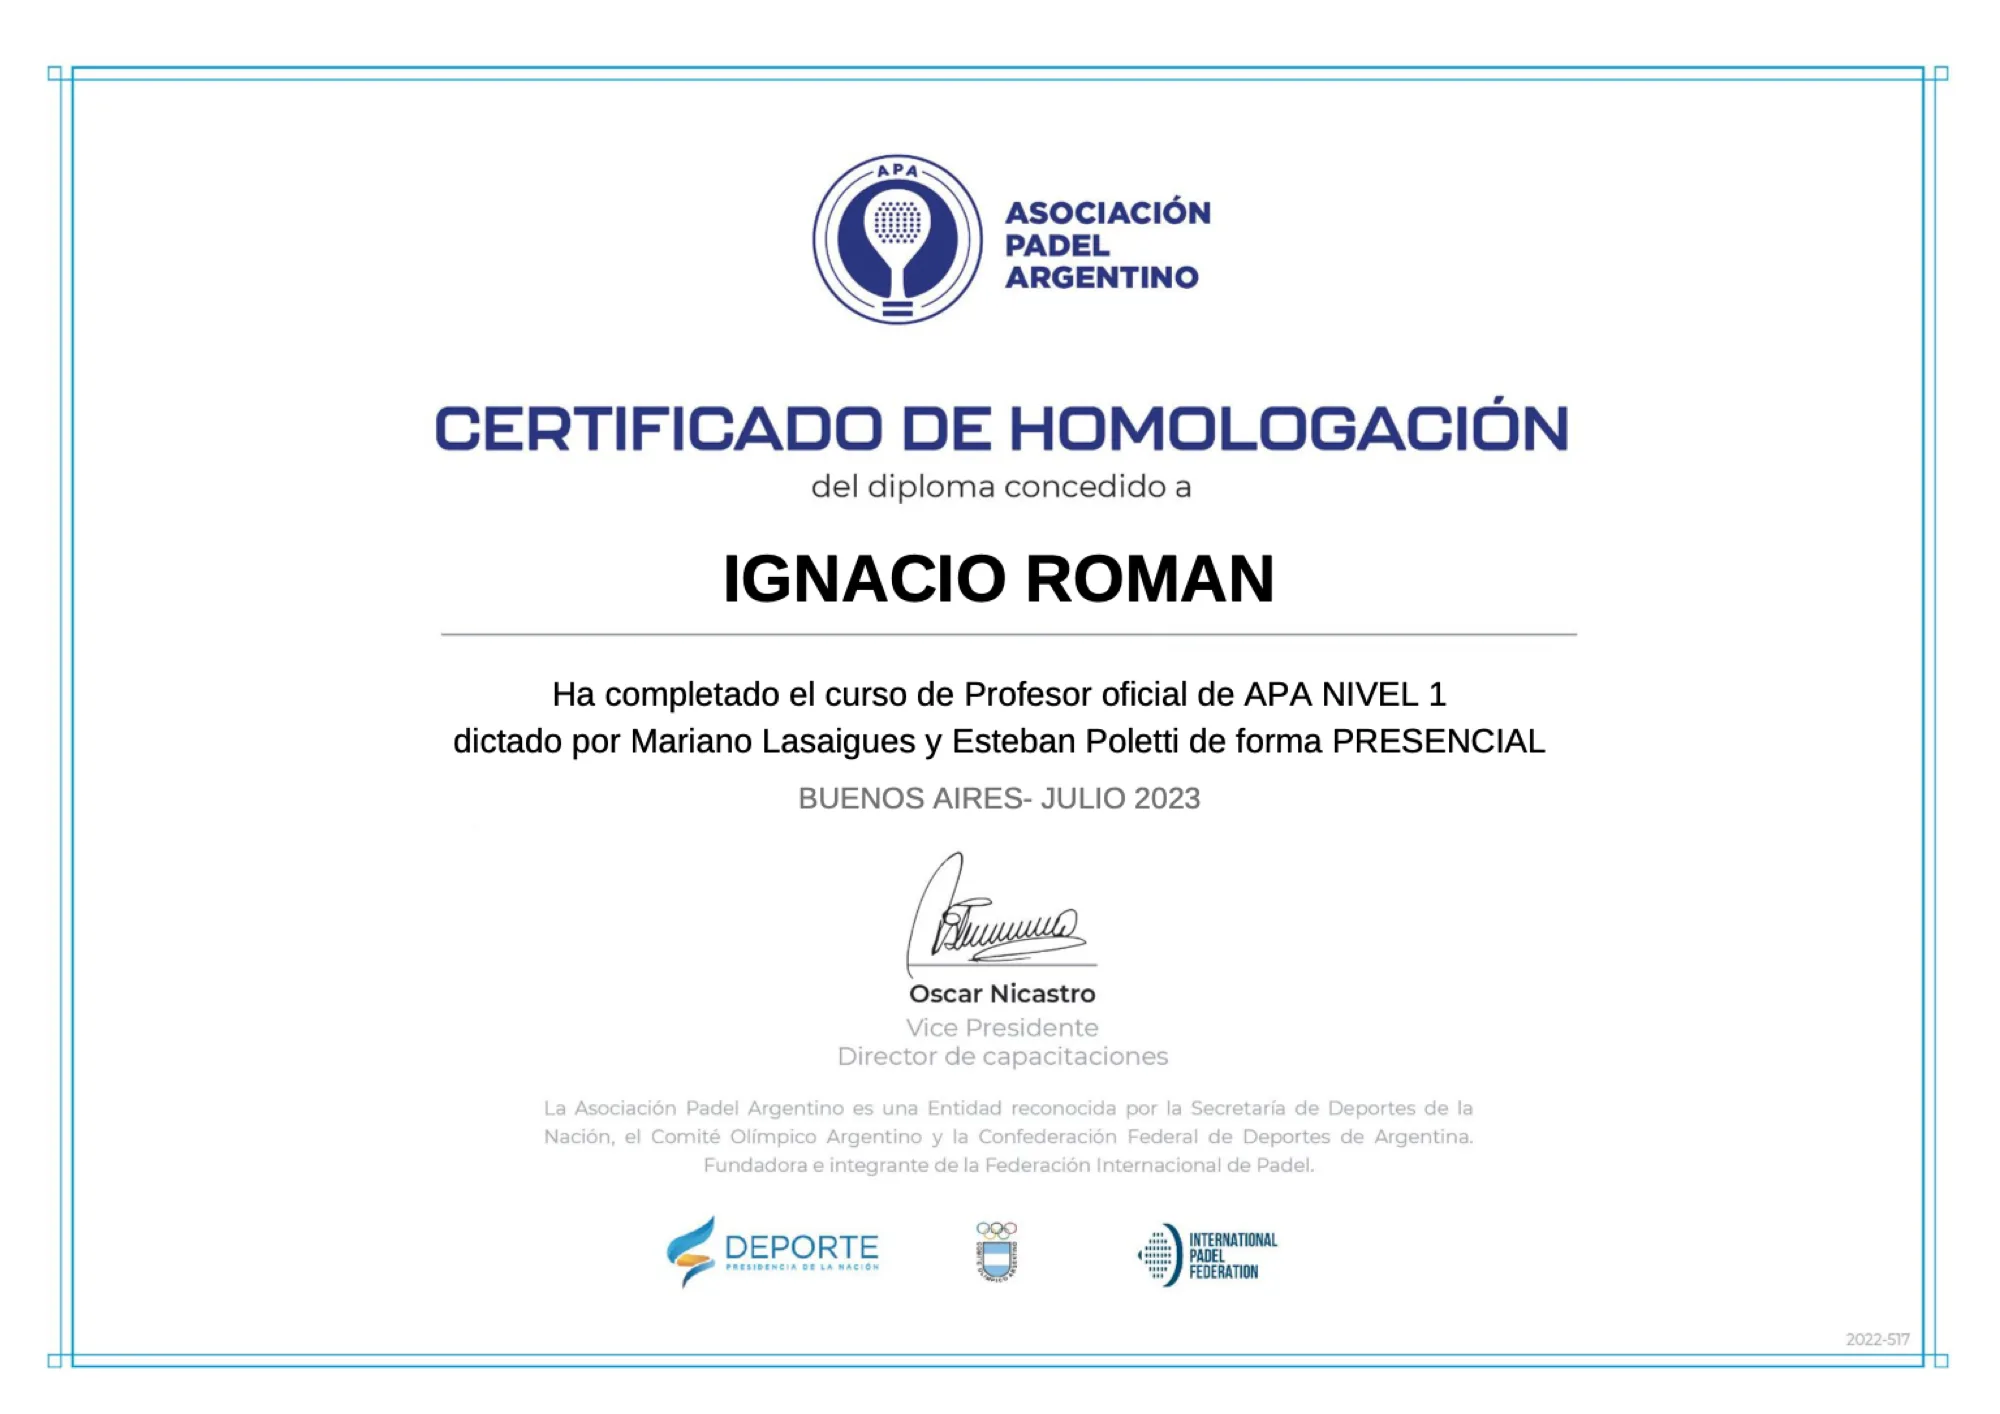 APA
ASOCIACIÓN
PADEL
ARGENTINO
CERTIFICADO DE HOMOLOGACIÓN
del diploma concedido a
IGNACIO ROMAN
Ha completado el curso de Profesor oficial de APA NIVEL 1
dictado por Mariano Lasaigues y Esteban Poletti de forma PRESENCIAL
BUENOS AIRES- JULIO 2023
Oscar Nicastro
Vice Presidente
Director de capacitaciones
La Asociación Padel Argentino es una Entidad reconocida por la Secretaría de Deportes de la
Nación, el Comité Olímpico Argentino y la Confederación Federal de Deportes de Argentina.
Fundadora e integrante de la Federación Internacional de Padel.
DEPORTE
PRESIDENCIA DE LA NACIÓN
COMITÉ OLÍMPICO ARGENTINO
INTERNATIONAL
PADEL
FEDERATION
2022-517